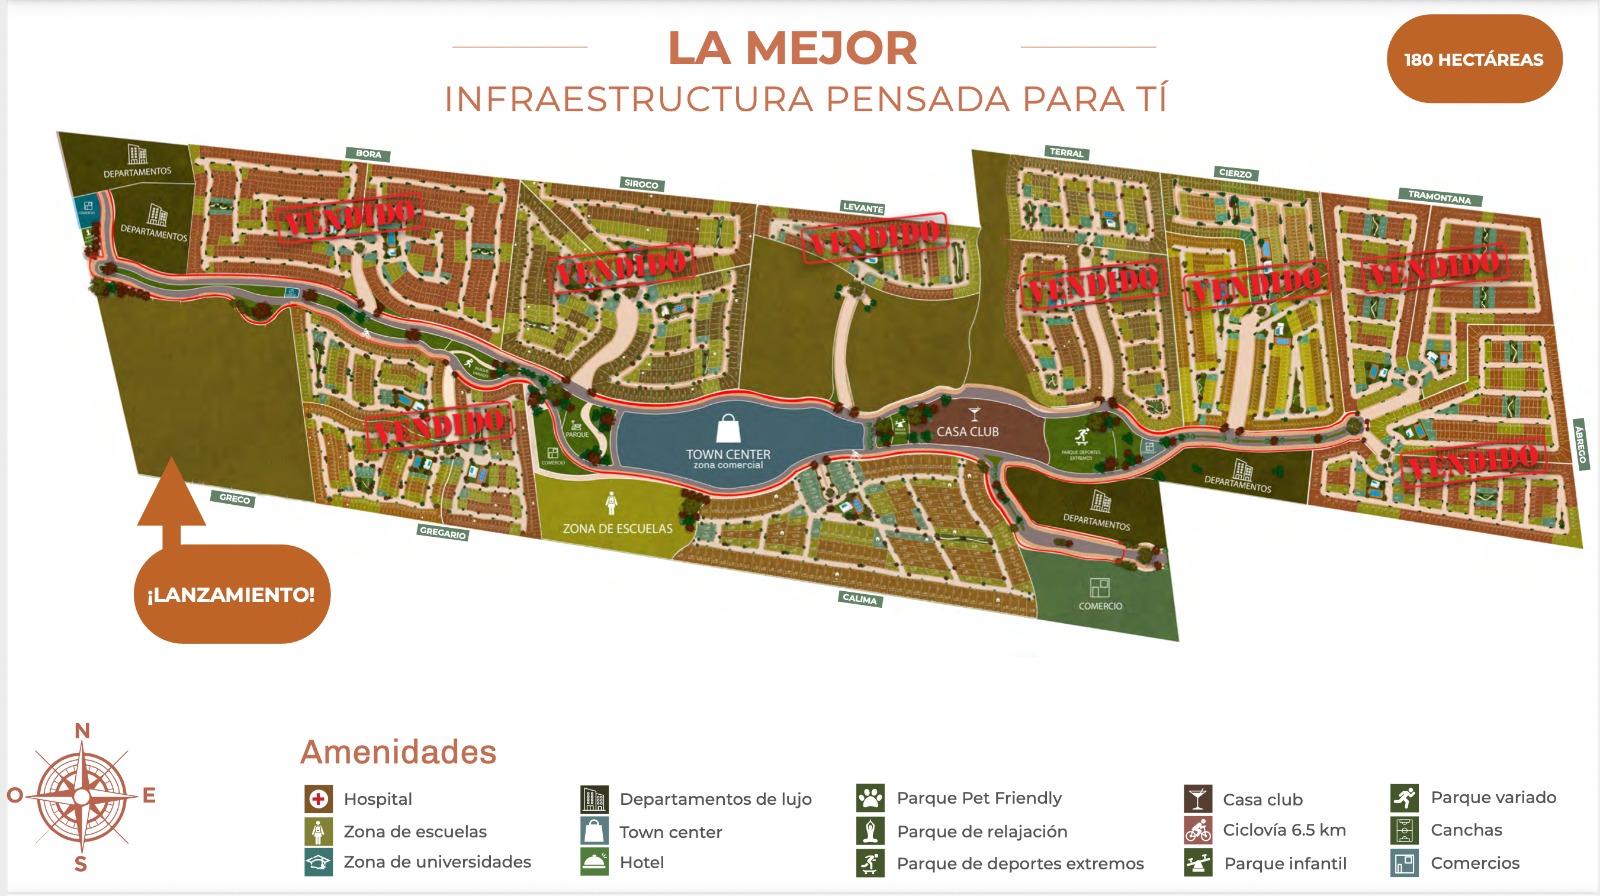 LA MEJOR
INFRAESTRUCTURA PENSADA PARA TÍ
180 HECTÁREAS
DEPARTAMENTOS
COMERCIO
DEPARTAMENTOS
BORA
VENDIDO
SIROCO
VENDIDO
LEVANTE
VENDIDO
TERRAL
VENDIDO
CIERZO
VENDIDO
TRAMONTANA
VENDIDO
ÁBREGO
VENDIDO
VENDIDO
PARQUE
VARIADO
PARQUE
COMERCIO
TOWN CENTER
zona comercial
CASA CLUB
PARQUE DEPORTES
EXTREMOS
DEPARTAMENTOS
DEPARTAMENTOS
ZONA DE ESCUELAS
COMERCIO
GRECO
GREGARIO
CALIMA
¡LANZAMIENTO!
N
O
E
S
Amenidades
Hospital
Zona de escuelas
Zona de universidades
Departamentos de lujo
Town center
Hotel
Parque Pet Friendly
Parque de relajación
Parque de deportes extremos
Casa club
Ciclovía 6.5 km
Parque infantil
Parque variado
Canchas
Comercios